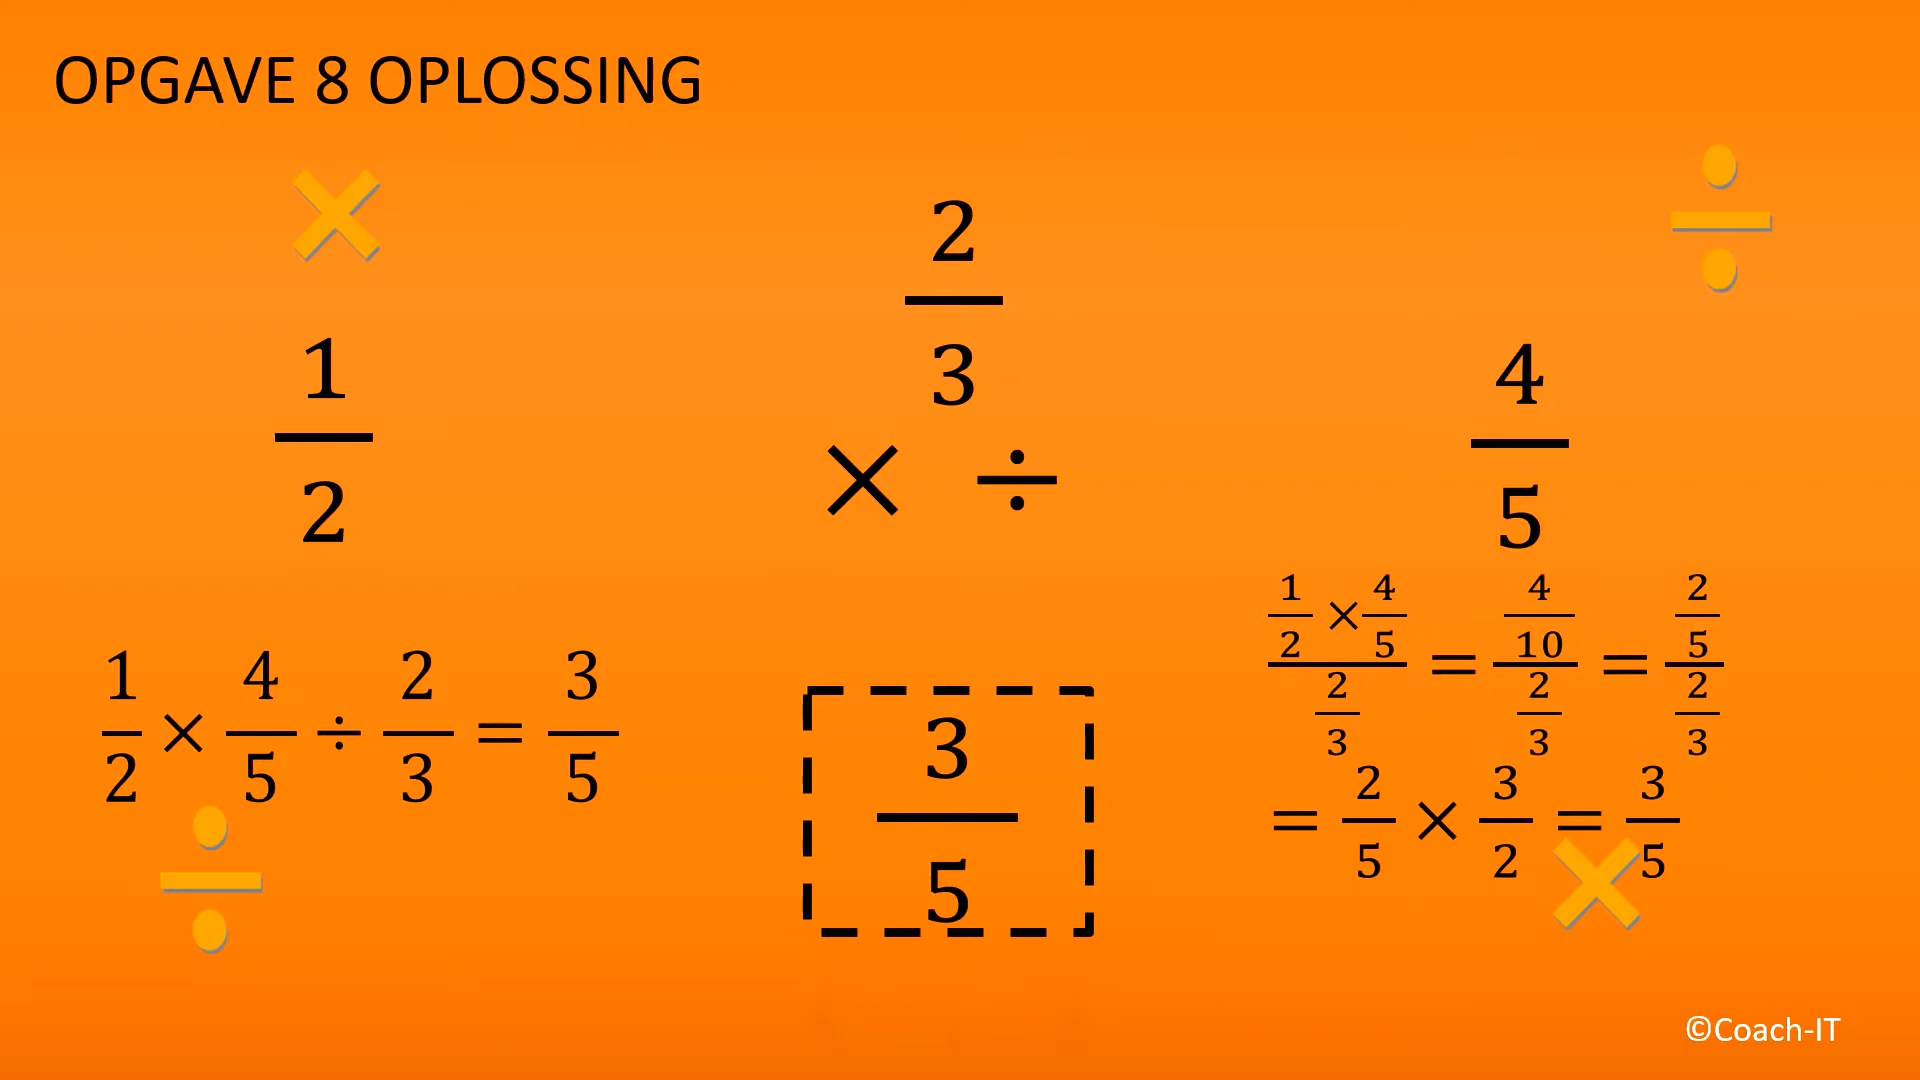 OPGAVE 8 OPLOSSING
×
÷
2/3
1/2
4/5
× ÷
1/2 × 4/5 ÷ 2/3 = 3/5
÷
3/5
(1/2 × 4/5)/(2/3) = (4/10)/(2/3) = (2/5)/(2/3)
= 2/5 × 3/2 = 3/5
×
©Coach-IT